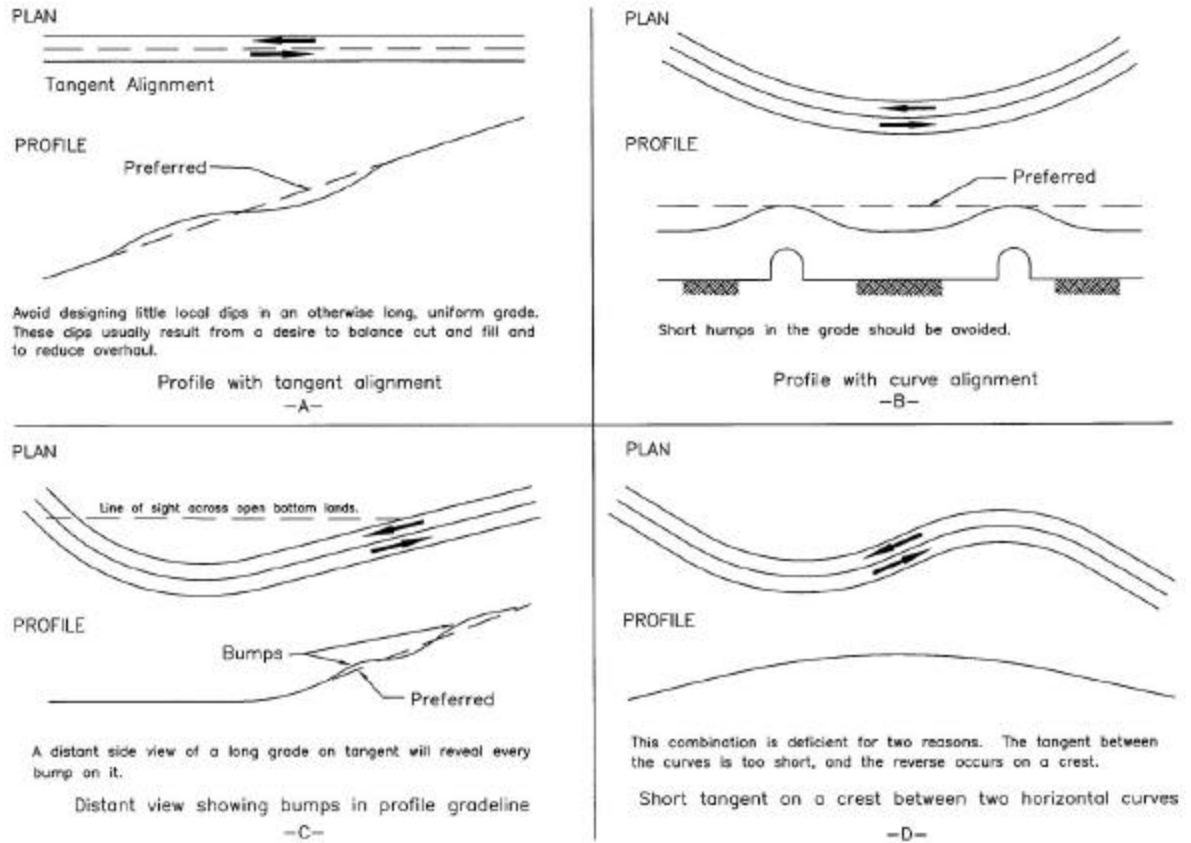 PLAN
Tangent Alignment
PROFILE
Preferred
Avoid designing little local dips in an otherwise long, uniform grade.
These dips usually result from a desire to balance cut and fill and
to reduce overhaul.
Profile with tangent alignment
–A–
PLAN
PROFILE
Preferred
Short humps in the grade should be avoided.
Profile with curve alignment
–B–
PLAN
Line of sight across open bottom lands.
PROFILE
Bumps
Preferred
A distant side view of a long grade on tangent will reveal every
bump on it.
Distant view showing bumps in profile gradeline
–C–
PLAN
PROFILE
This combination is deficient for two reasons. The tangent between
the curves is too short, and the reverse occurs on a crest.
Short tangent on a crest between two horizontal curves
–D–